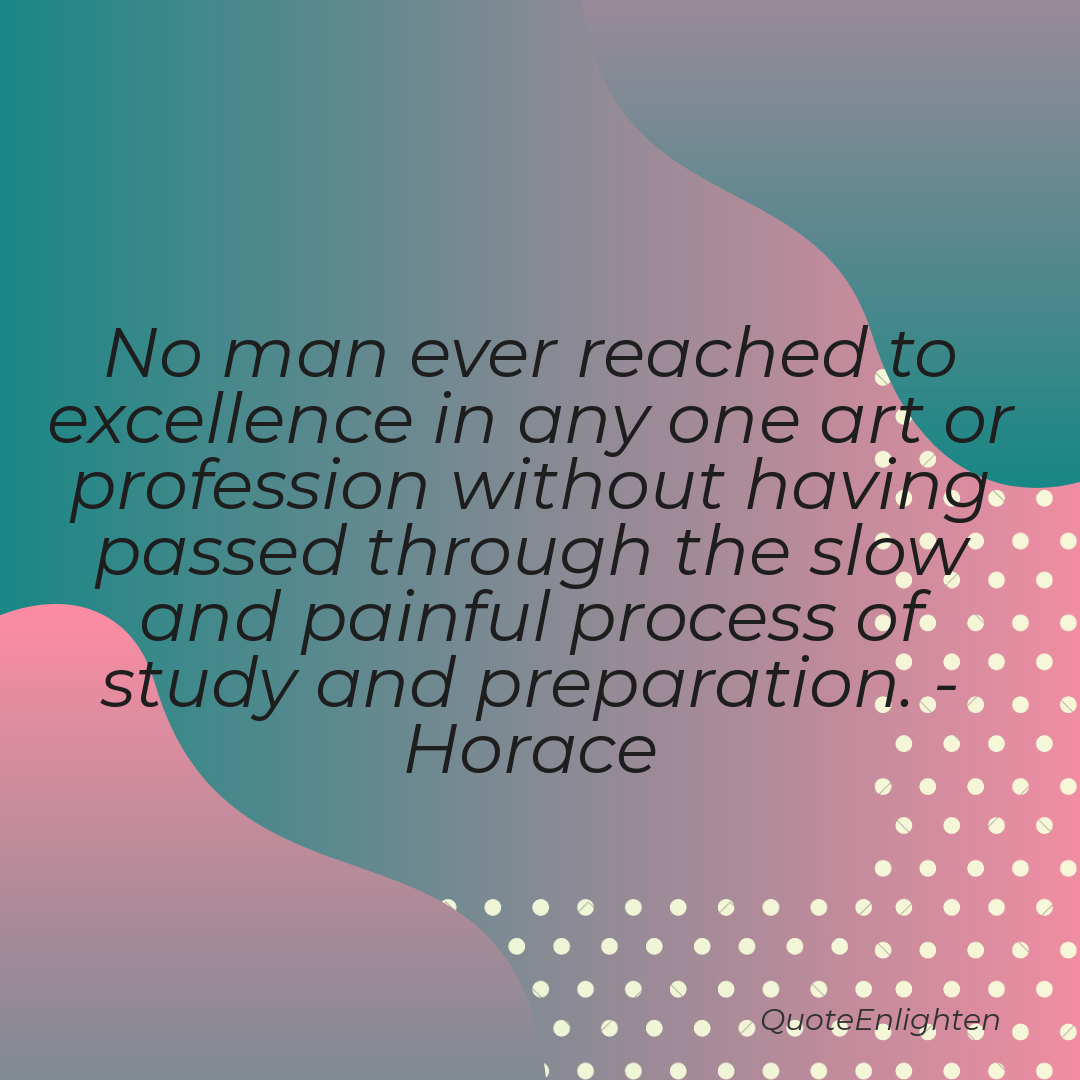 No man ever reached to
excellence in any one art or
profession without having
passed through the slow
and painful process of
study and preparation. -
Horace
QuoteEnlighten